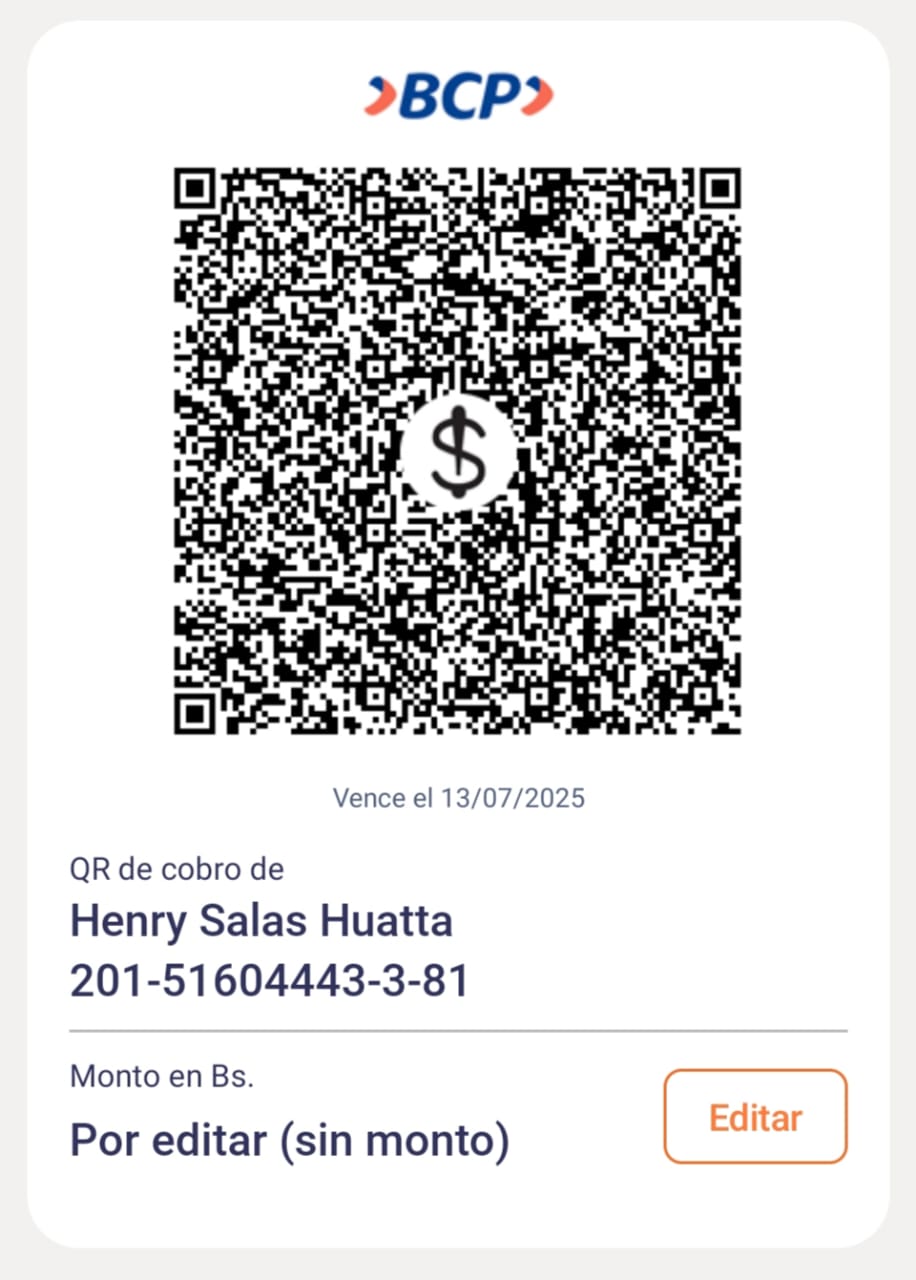 BCP
$
Vence el 13/07/2025
QR de cobro de
Henry Salas Huatta
201-51604443-3-81
Monto en Bs.
Por editar (sin monto)
Editar